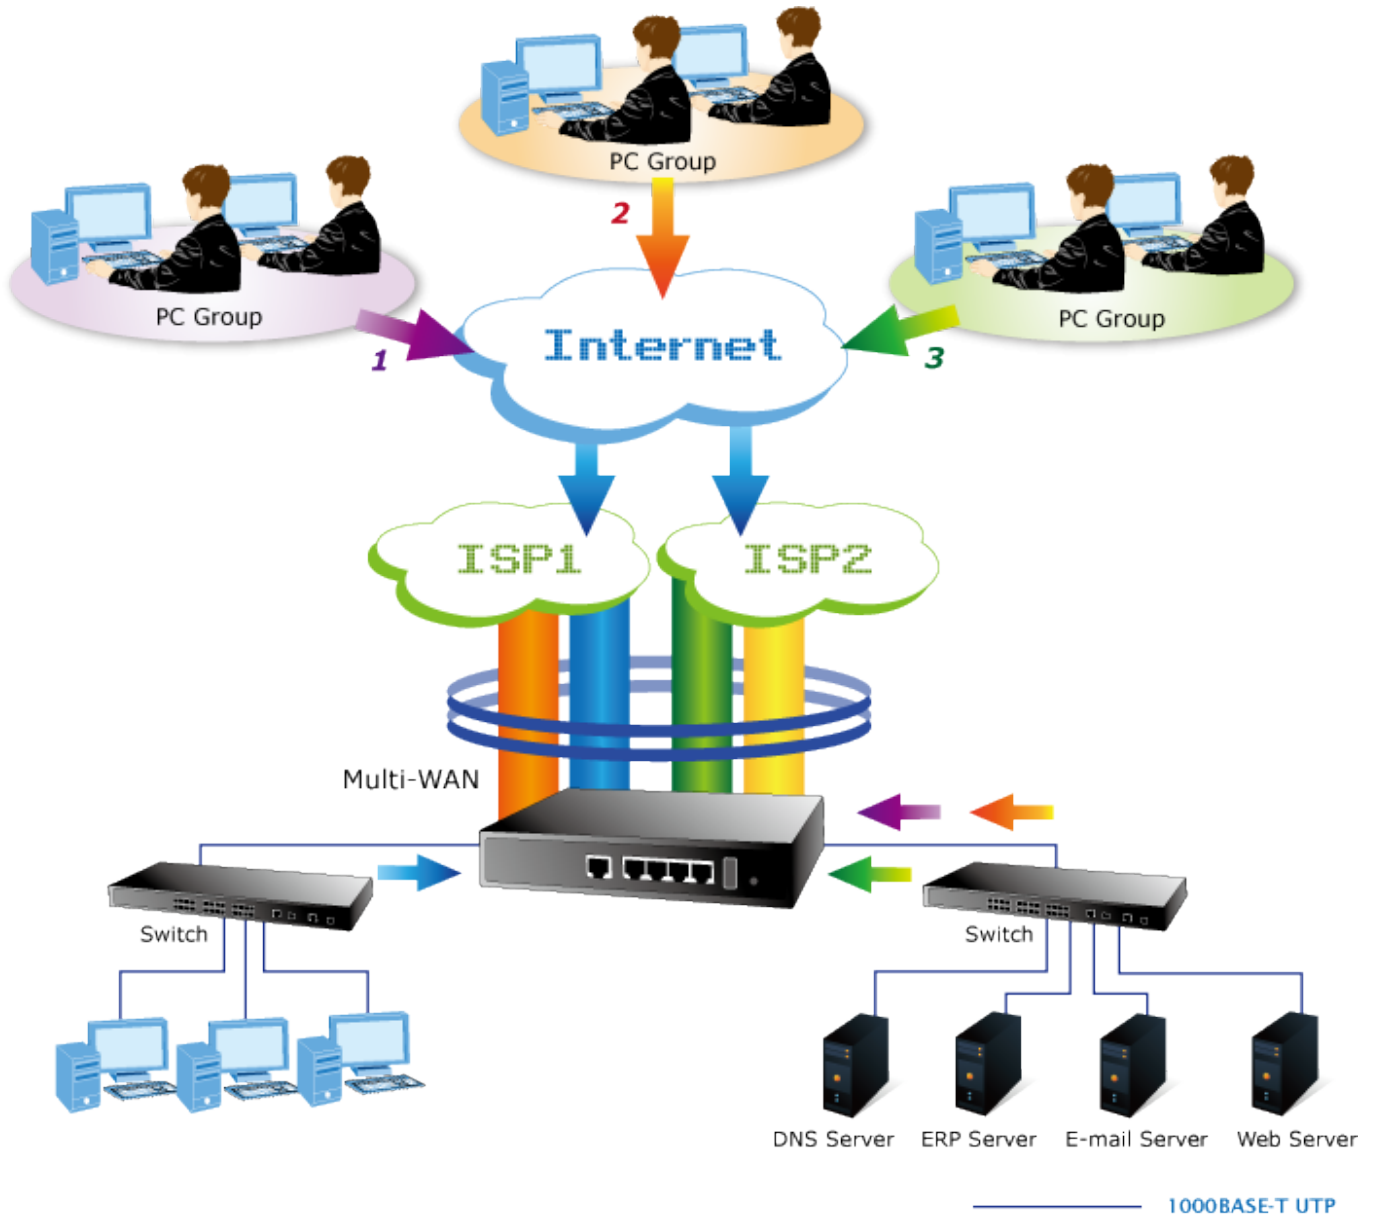 PC Group
2
PC Group
PC Group
1
Internet
3
ISP1
ISP2
Multi-WAN
Switch
Switch
DNS Server
ERP Server
E-mail Server
Web Server
1000BASE-T UTP